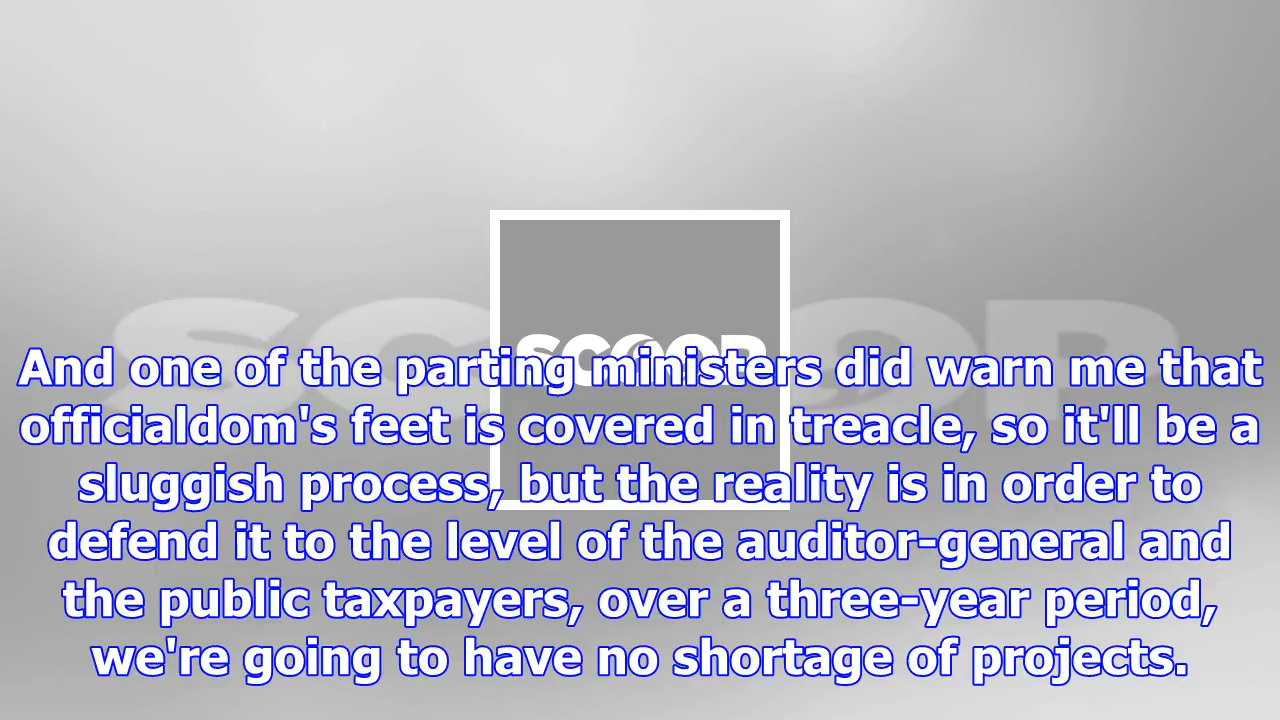 SCOOP
SCOOP
And one of the parting ministers did warn me that
officialdom's feet is covered in treacle, so it'll be a
sluggish process, but the reality is in order to
defend it to the level of the auditor-general and
the public taxpayers, over a three-year period,
we're going to have no shortage of projects.